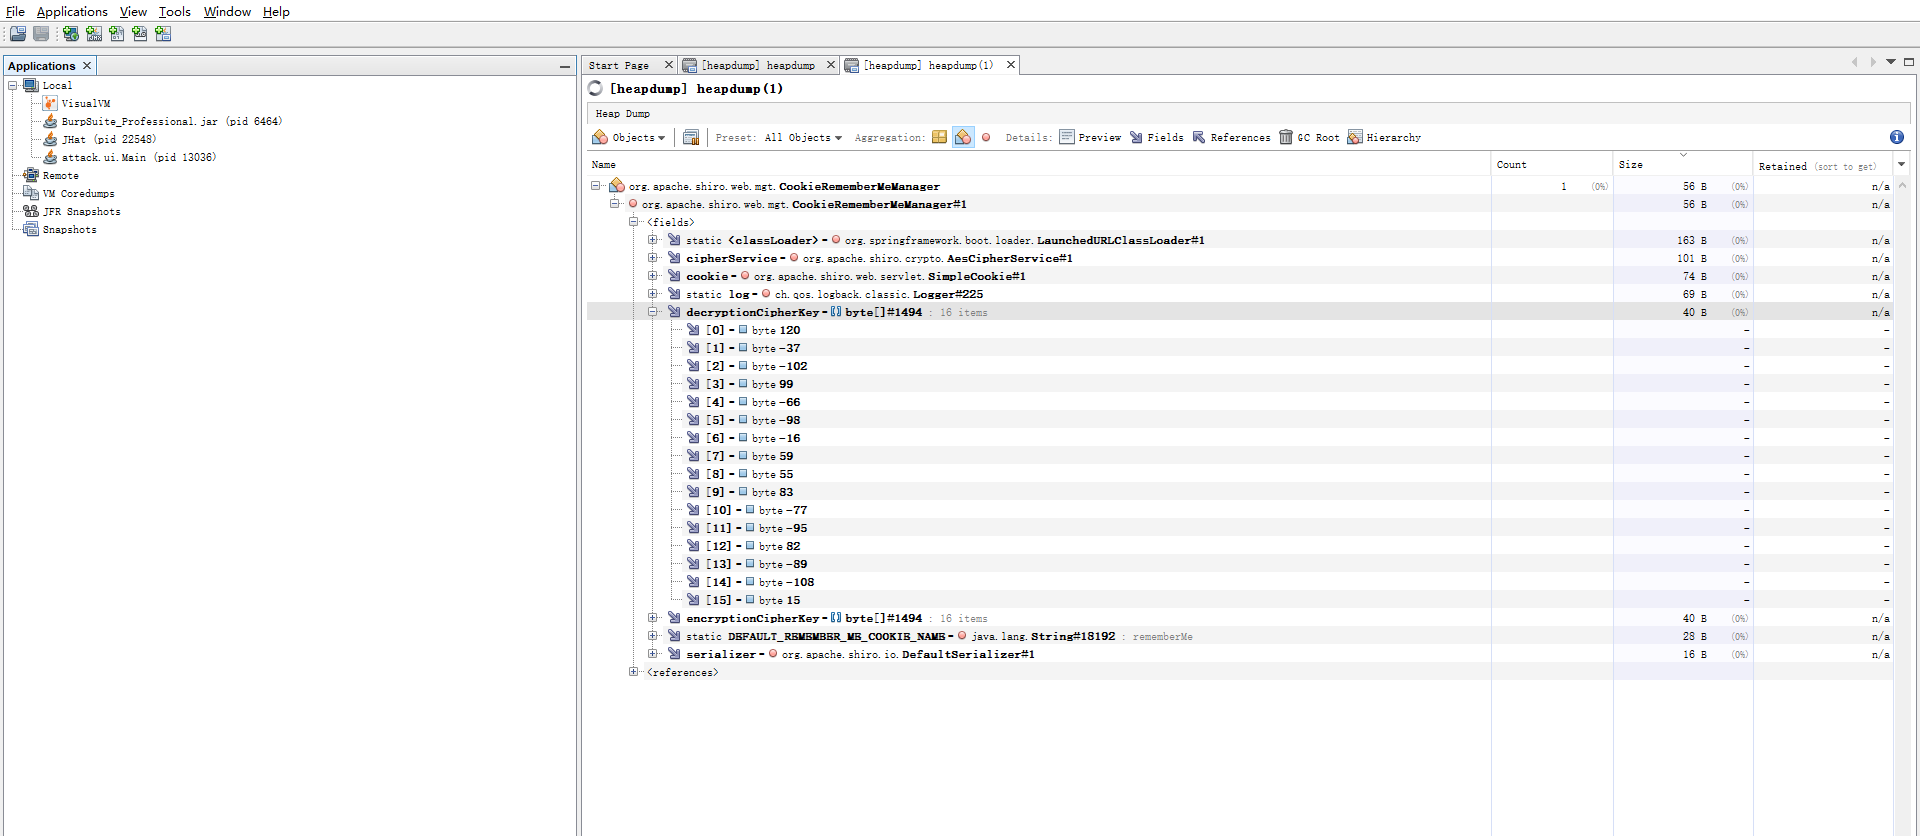 File Applications View Tools Window Help
Applications
Local
VisualVM
BurpSuite_Professional.jar (pid 6464)
JHat (pid 22548)
attack.ui.Main (pid 13036)
Remote
VM Coredumps
JFR Snapshots
Snapshots
Start Page [heapdump] heapdump [heapdump] heapdump(1)
[heapdump] heapdump(1)
Heap Dump
Objects Preset: All Objects Aggregation: Details: Preview Fields References GC Root Hierarchy
Name Count Size Retained (sort to get)
org.apache.shiro.web.mgt.CookieRememberMeManager 1 (0%) 56 B (0%) n/a
org.apache.shiro.web.mgt.CookieRememberMeManager#1 56 B (0%) n/a
<fields>
static <classLoader> = org.springframework.boot.loader.LaunchedURLClassLoader#1 163 B (0%) n/a
cipherService = org.apache.shiro.crypto.AesCipherService#1 101 B (0%) n/a
cookie = org.apache.shiro.web.servlet.SimpleCookie#1 74 B (0%) n/a
static log = ch.qos.logback.classic.Logger#225 69 B (0%) n/a
decryptionCipherKey = byte[]#1494 : 16 items 40 B (0%) n/a
[0] = byte 120 - -
[1] = byte -37 - -
[2] = byte -102 - -
[3] = byte 99 - -
[4] = byte -66 - -
[5] = byte -98 - -
[6] = byte -16 - -
[7] = byte 59 - -
[8] = byte 55 - -
[9] = byte 83 - -
[10] = byte -77 - -
[11] = byte -95 - -
[12] = byte 82 - -
[13] = byte -89 - -
[14] = byte -108 - -
[15] = byte 15 - -
encryptionCipherKey = byte[]#1494 : 16 items 40 B (0%) n/a
static DEFAULT_REMEMBER_ME_COOKIE_NAME = java.lang.String#18192 : rememberMe 28 B (0%) n/a
serializer = org.apache.shiro.io.DefaultSerializer#1 16 B (0%) n/a
<references>